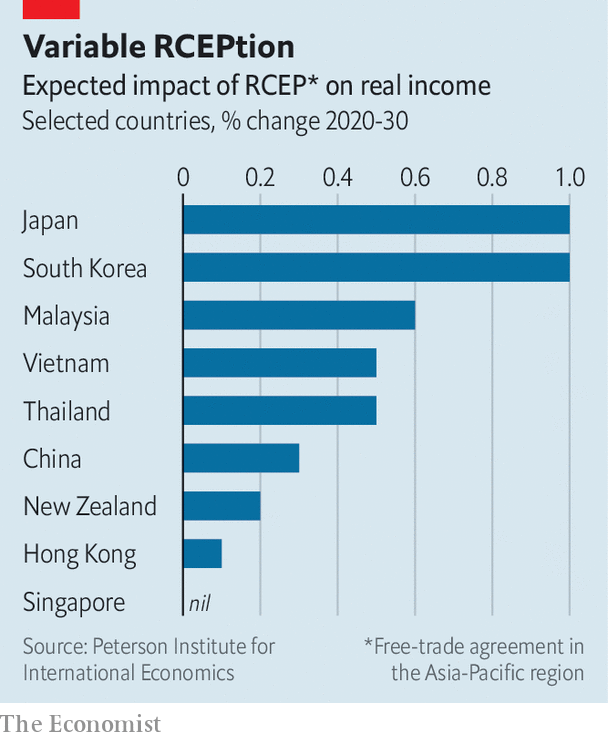 Variable RCEPtion
Expected impact of RCEP* on real income
Selected countries, % change 2020-30
0 0.2 0.4 0.6 0.8 1.0
Japan
South Korea
Malaysia
Vietnam
Thailand
China
New Zealand
Hong Kong
Singapore nil
Source: Peterson Institute for
International Economics
*Free-trade agreement in
the Asia-Pacific region
The Economist